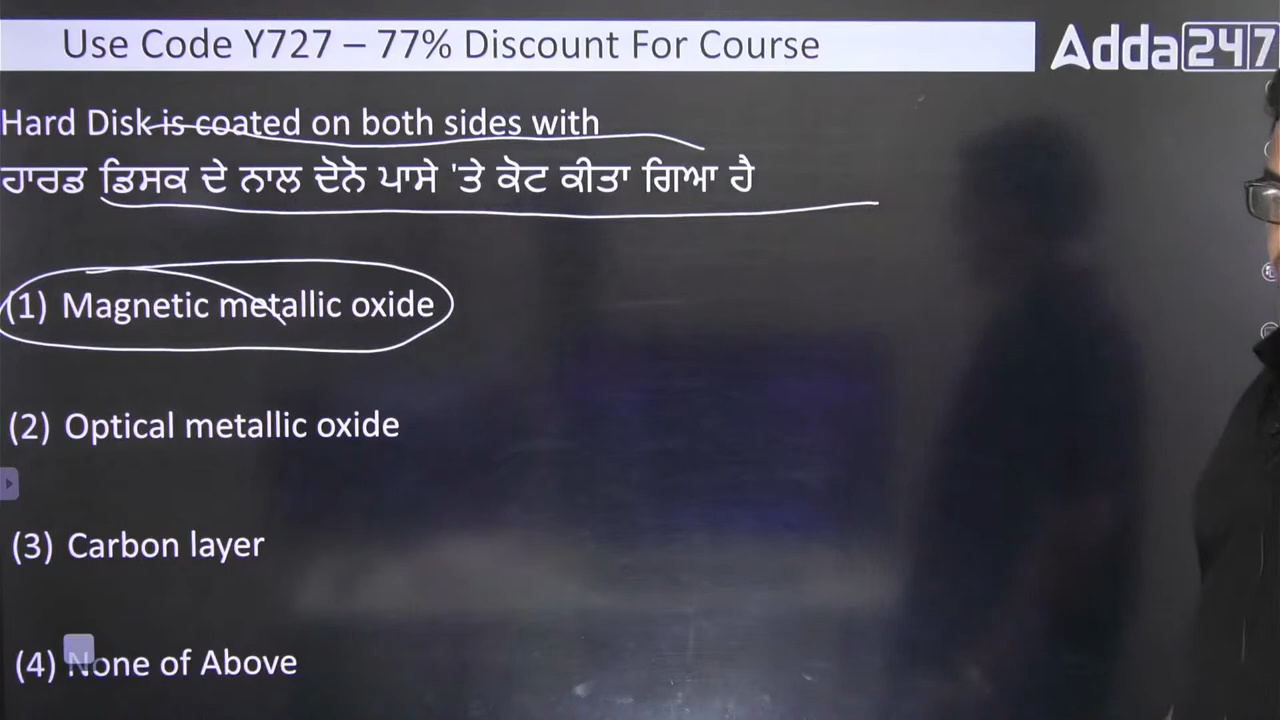 Use Code Y727 – 77% Discount For Course
Adda247
Hard Disk is coated on both sides with
ਹਾਰਡ ਡਿਸਕ ਦੇ ਨਾਲ ਦੋਨੋ ਪਾਸੇ 'ਤੇ ਕੋਟ ਕੀਤਾ ਗਿਆ ਹੈ
(1) Magnetic metallic oxide
(2) Optical metallic oxide
(3) Carbon layer
(4) None of Above